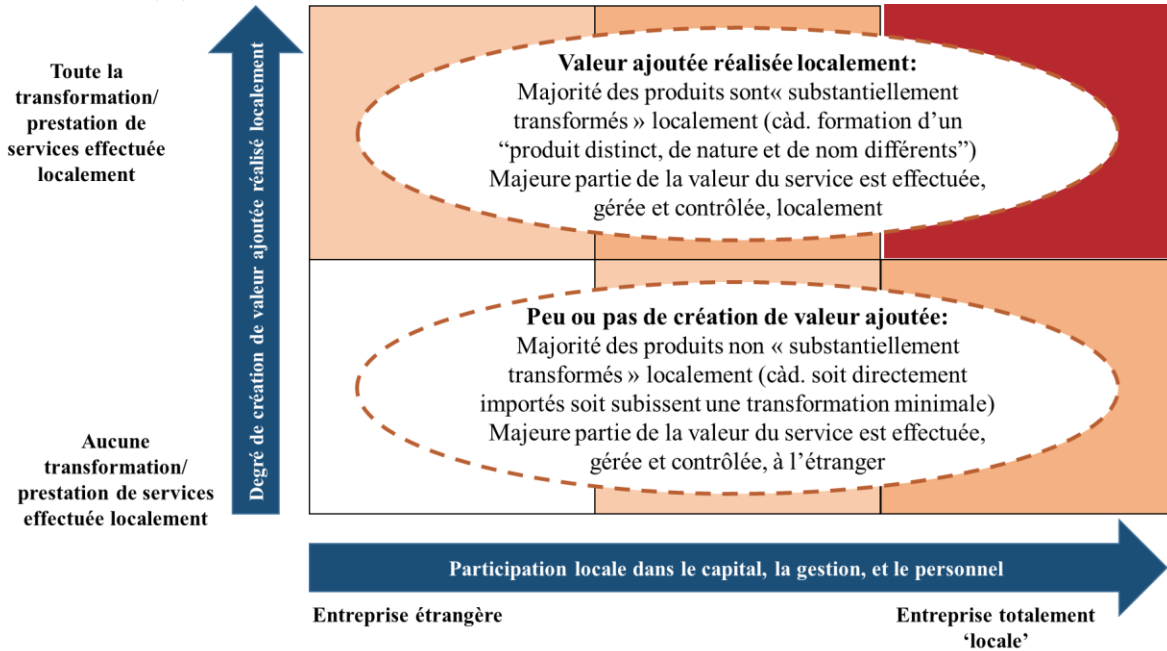 Toute la
transformation/
prestation de
services effectuée
localement
Aucune
transformation/
prestation de services
effectuée localement
Degré de création de valeur ajoutée réalisé localement
Valeur ajoutée réalisée localement:
Majorité des produits sont« substantiellement
transformés » localement (càd. formation d’un
“produit distinct, de nature et de nom différents”)
Majeure partie de la valeur du service est effectuée,
gérée et contrôlée, localement
Peu ou pas de création de valeur ajoutée:
Majorité des produits non « substantiellement
transformés » localement (càd. soit directement
importés soit subissent une transformation minimale)
Majeure partie de la valeur du service est effectuée,
gérée et contrôlée, à l’étranger
Participation locale dans le capital, la gestion, et le personnel
Entreprise étrangère
Entreprise totalement
‘locale’